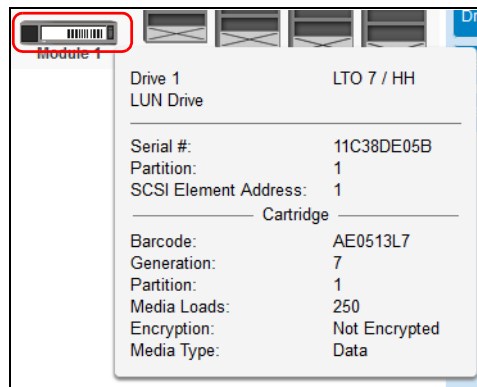 Module 1
Dr
Drive 1 LTO 7 / HH
LUN Drive
Serial #: 11C38DE05B
Partition: 1
SCSI Element Address: 1
Cartridge
Barcode: AE0513L7
Generation: 7
Partition: 1
Media Loads: 250
Encryption: Not Encrypted
Media Type: Data